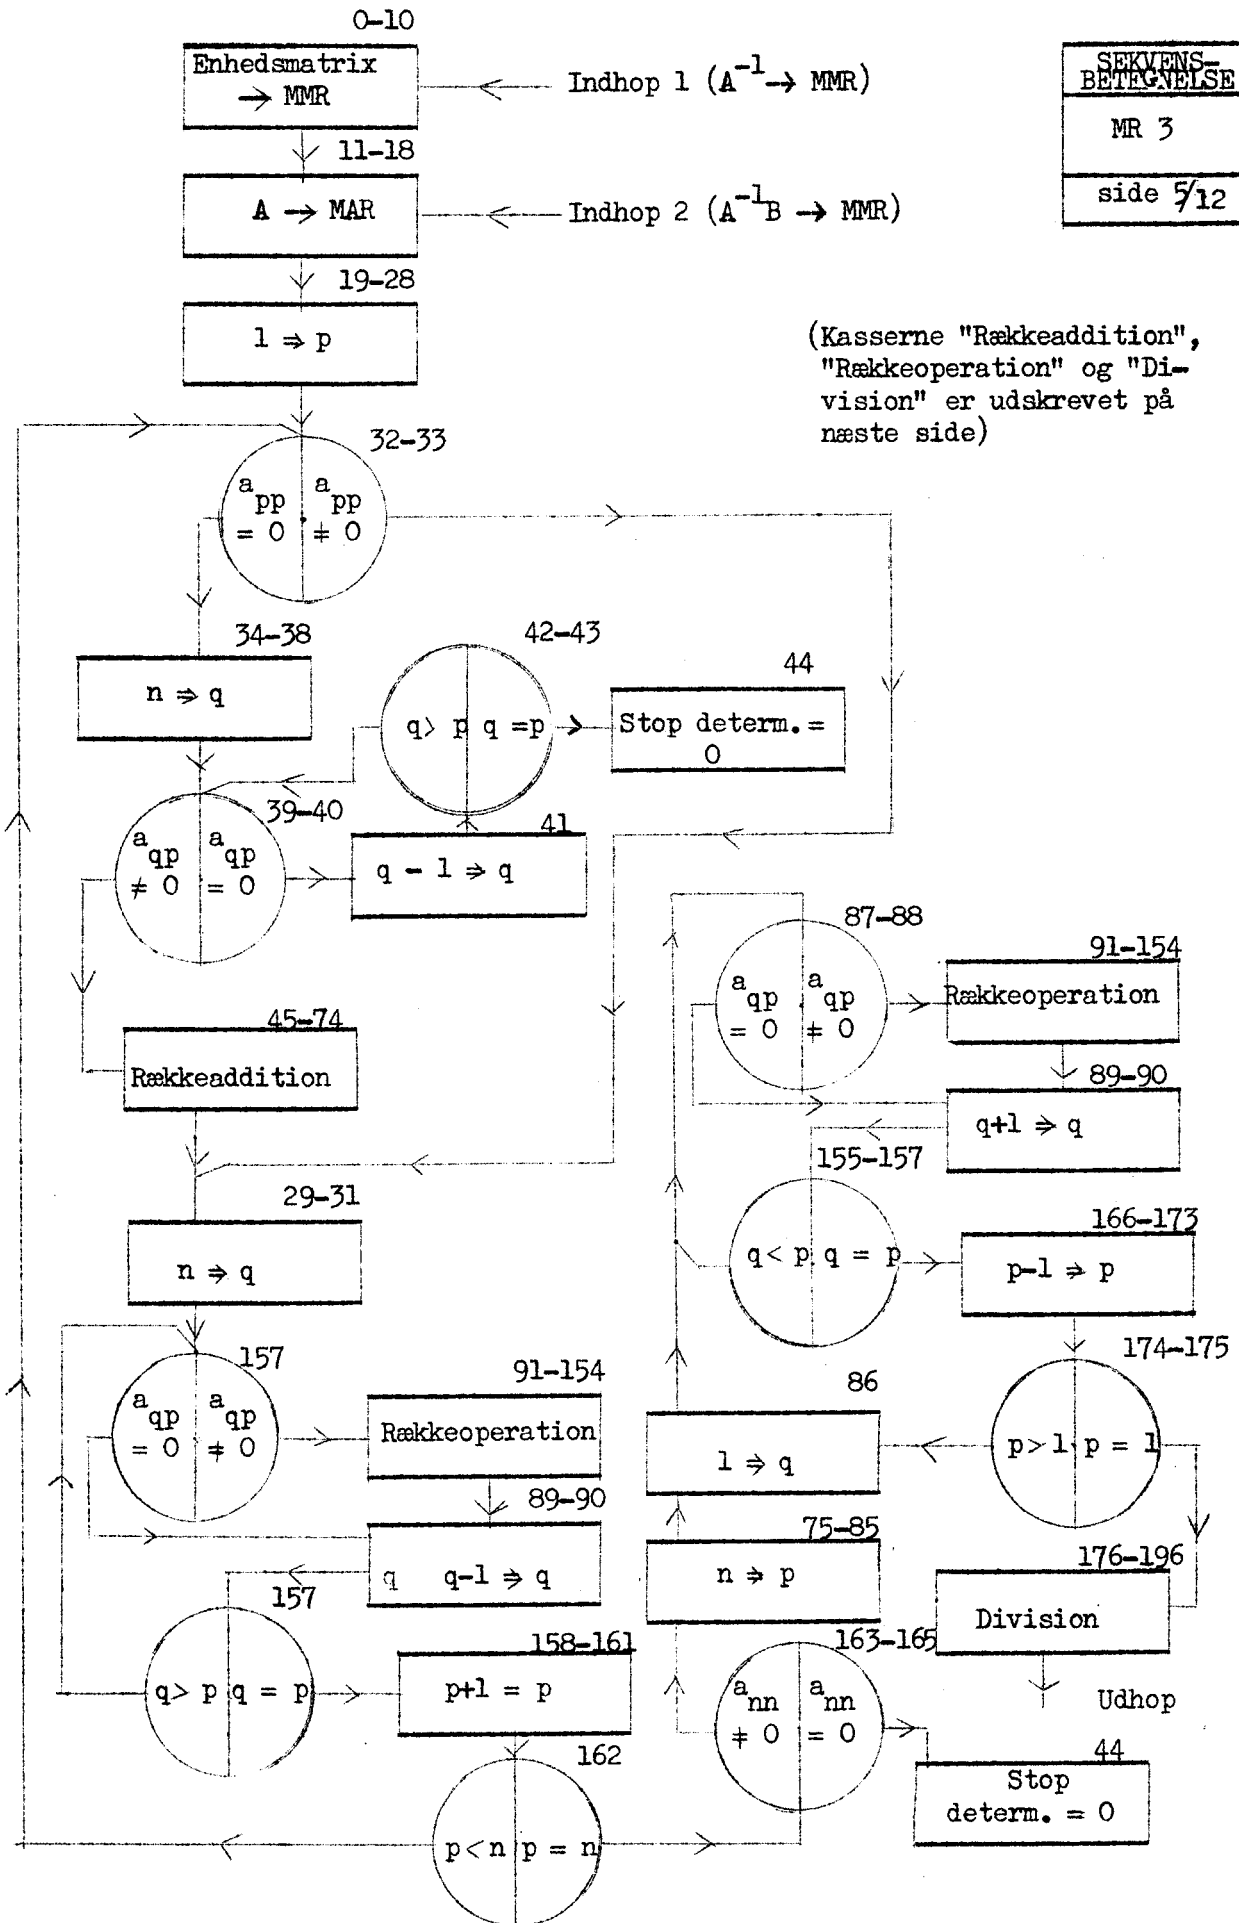 0-10
Enhedsmatrix
→ MMR
Indhop 1 (A⁻¹ → MMR)
SEKVENS-
BETEGNELSE
MR 3
side 5/12
11-18
A → MAR
Indhop 2 (A⁻¹B → MMR)
19-28
1 ⇒ p
(Kasserne "Rækkeaddition",
"Rækkeoperation" og "Di-
vision" er udskrevet på
næste side)
32-33
a_pp = 0
a_pp ≠ 0
34-38
n ⇒ q
42-43
q > p
q = p
44
Stop determ. =
0
39-40
a_qp ≠ 0
a_qp = 0
41
q - 1 ⇒ q
45-74
Rækkeaddition
29-31
n ⇒ q
157
a_qp = 0
a_qp ≠ 0
91-154
Rækkeoperation
89-90
q q-1 ⇒ q
157
q > p
q = p
158-161
p+1 = p
162
p < n
p = n
87-88
a_qp = 0
a_qp ≠ 0
91-154
Rækkeoperation
89-90
q+1 ⇒ q
155-157
q < p
q = p
166-173
p-1 ⇒ p
174-175
p > 1
p = 1
86
1 ⇒ q
75-85
n ⇒ p
176-196
Division
Udhop
163-165
a_nn ≠ 0
a_nn = 0
44
Stop
determ. = 0